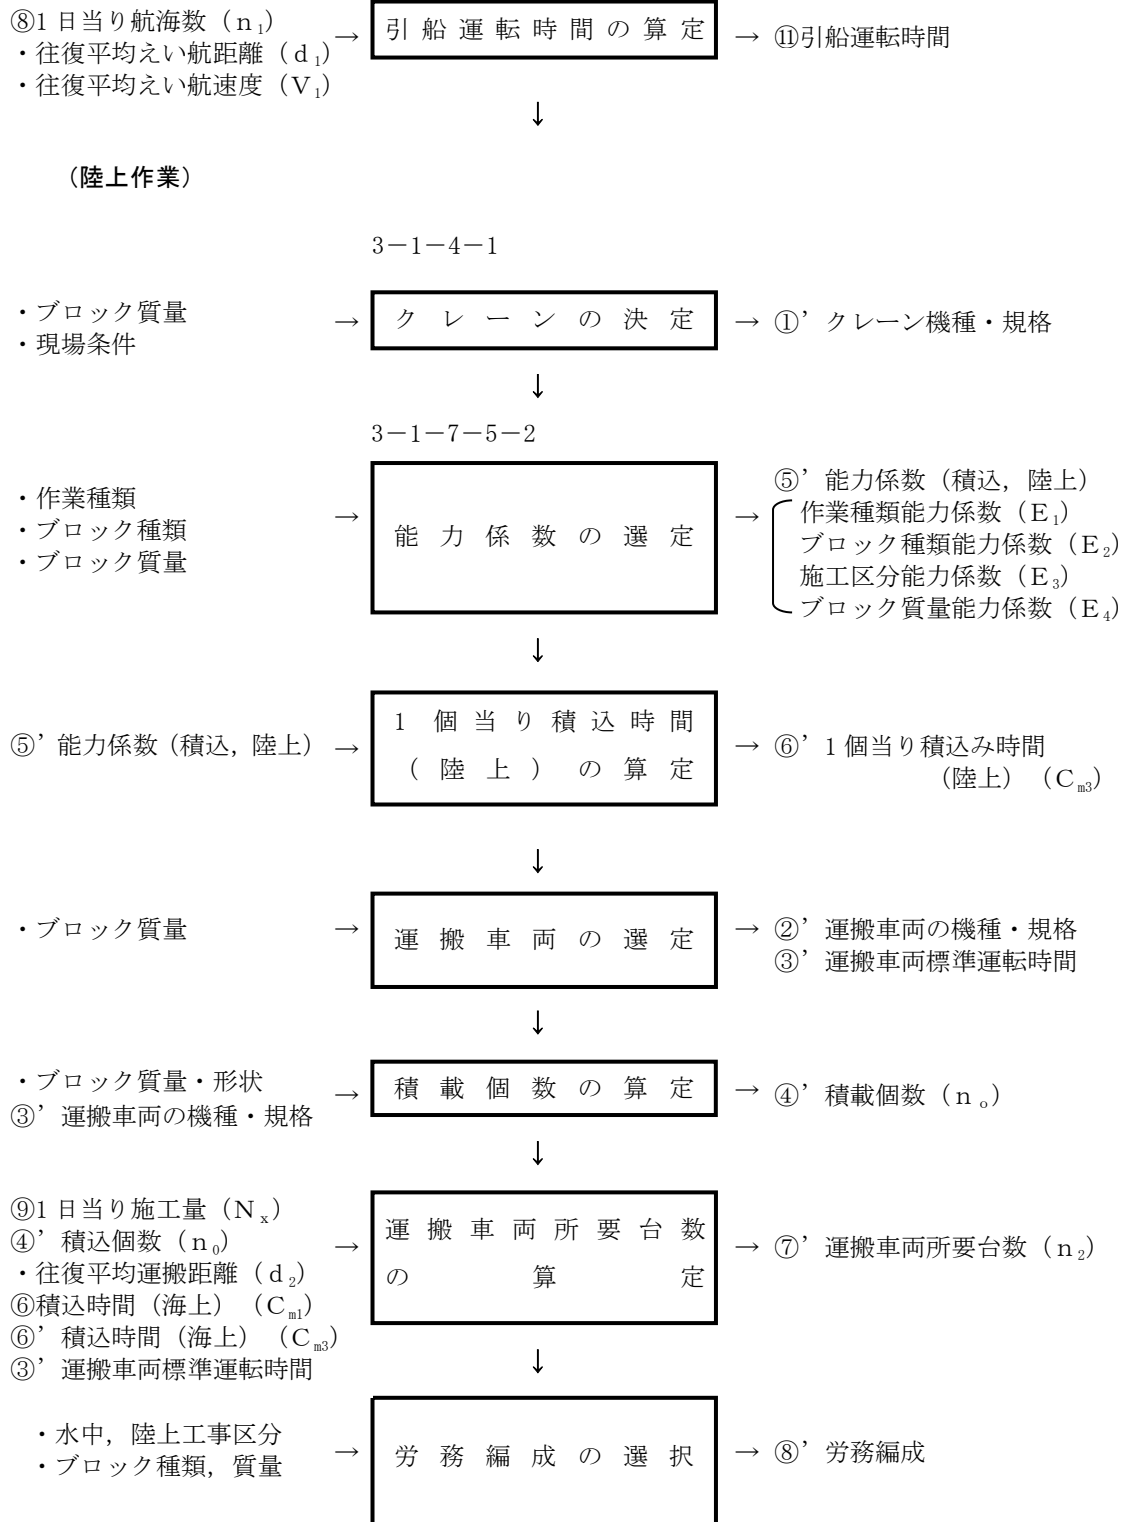 ⑧1日当り航海数（n₁）
・往復平均えい航距離（d₁）
・往復平均えい航速度（V₁）
→
引船運転時間の算定
→ ⑪引船運転時間
↓
（陸上作業）
3－1－4－1
・ブロック質量
・現場条件
→
クレーンの決定
→ ①’クレーン機種・規格
↓
3－1－7－5－2
・作業種類
・ブロック種類
・ブロック質量
→
能力係数の選定
→
⑤’能力係数（積込，陸上）
作業種類能力係数（E₁）
ブロック種類能力係数（E₂）
施工区分能力係数（E₃）
ブロック質量能力係数（E₄）
↓
⑤’能力係数（積込，陸上） →
1個当り積込時間
（陸上）の算定
→ ⑥’1個当り積込み時間
（陸上）（Cm3）
↓
・ブロック質量 →
運搬車両の選定
→ ②’運搬車両の機種・規格
③’運搬車両標準運転時間
↓
・ブロック質量・形状
③’運搬車両の機種・規格
→
積載個数の算定
→ ④’積載個数（n₀）
↓
⑨1日当り施工量（Nx）
④’積込個数（n₀）
・往復平均運搬距離（d₂）
⑥積込時間（海上）（Cm1）
⑥’積込時間（海上）（Cm3）
③’運搬車両標準運転時間
→
運搬車両所要台数
の算定
→ ⑦’運搬車両所要台数（n₂）
↓
・水中，陸上工事区分
・ブロック種類，質量
→
労務編成の選択
→ ⑧’労務編成